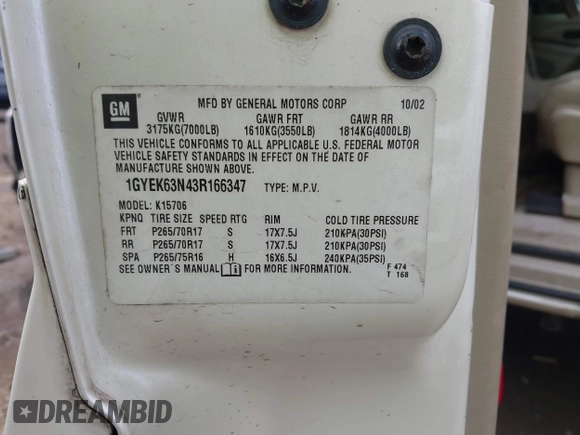 GM
MFD BY GENERAL MOTORS CORP 10/02
GVWR GAWR FRT GAWR RR
3175KG(7000LB) 1610KG(3550LB) 1814KG(4000LB)
THIS VEHICLE CONFORMS TO ALL APPLICABLE U.S. FEDERAL MOTOR
VEHICLE SAFETY STANDARDS IN EFFECT ON THE DATE OF
MANUFACTURE SHOWN ABOVE.
1GYEK63N43R166347 TYPE: M.P.V.
MODEL: K15706
KPNQ TIRE SIZE SPEED RTG RIM COLD TIRE PRESSURE
FRT P265/70R17 S 17X7.5J 210KPA(30PSI)
RR P265/70R17 S 17X7.5J 210KPA(30PSI)
SPA P265/75R16 H 16X6.5J 240KPA(35PSI)
SEE OWNER'S MANUAL FOR MORE INFORMATION.
F 474
T 168
DREAMBID